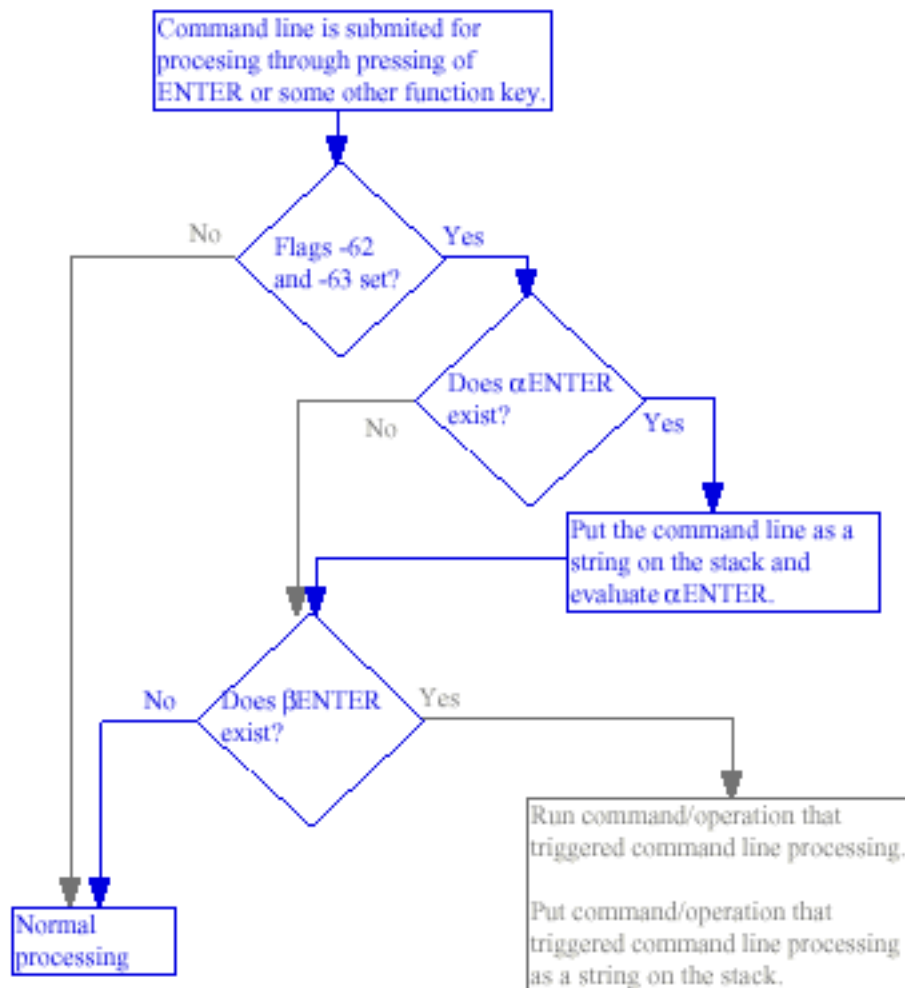 Command line is submited for
procesing through pressing of
ENTER or some other function key.
No
Yes
Flags -62
and -63 set?
Does αENTER
exist?
No
Yes
Put the command line as a
string on the stack and
evaluate αENTER.
No
Does βENTER
exist?
Yes
Run command/operation that
triggered command line processing.
Put command/operation that
triggered command line processing
as a string on the stack.
Normal
processing